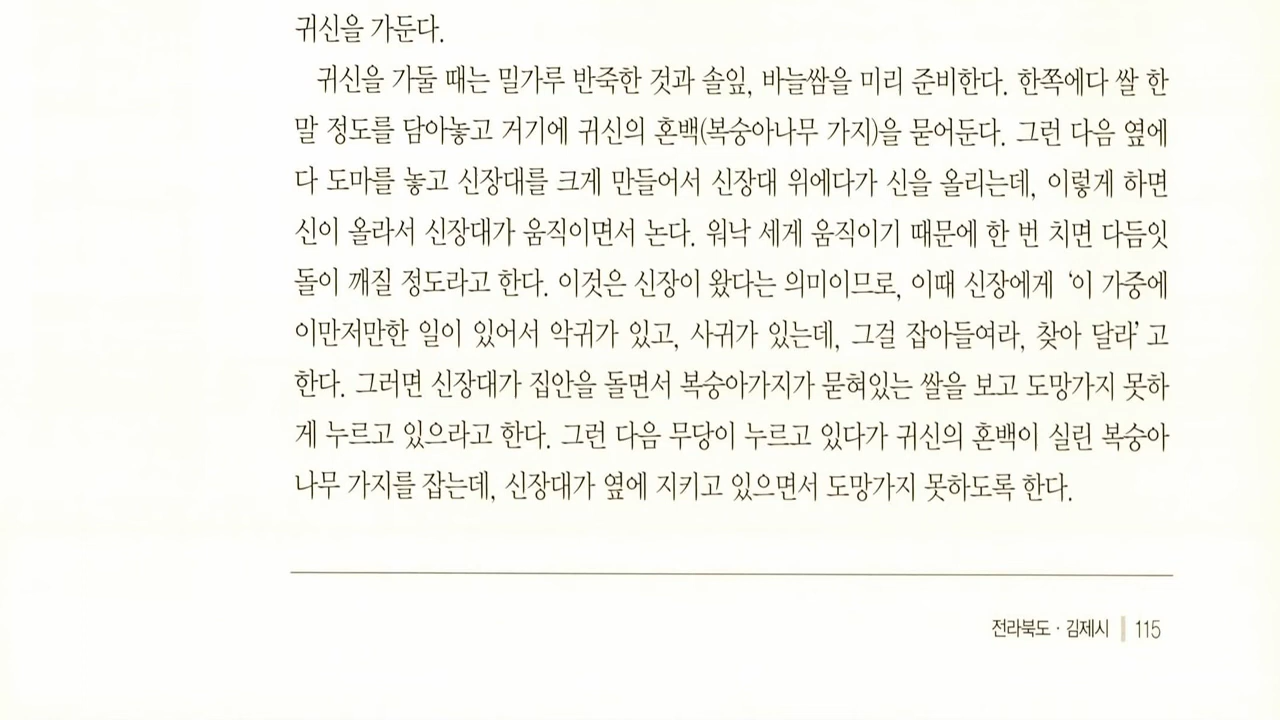 귀신을 가둔다.
귀신을 가둘 때는 밀가루 반죽한 것과 솔잎, 바늘쌈을 미리 준비한다. 한쪽에다 쌀 한
말 정도를 담아놓고 거기에 귀신의 혼백(복숭아나무 가지)을 묻어둔다. 그런 다음 옆에
다 도마를 놓고 신장대를 크게 만들어서 신장대 위에다가 신을 올리는데, 이렇게 하면
신이 올라서 신장대가 움직이면서 논다. 워낙 세게 움직이기 때문에 한 번 치면 다듬잇
돌이 깨질 정도라고 한다. 이것은 신장이 왔다는 의미이므로, 이때 신장에게 ‘이 가중에
이만저만한 일이 있어서 악귀가 있고, 사귀가 있는데, 그걸 잡아들여라, 찾아 달라’고
한다. 그러면 신장대가 집안을 돌면서 복숭아가지가 묻혀있는 쌀을 보고 도망가지 못하
게 누르고 있으라고 한다. 그런 다음 무당이 누르고 있다가 귀신의 혼백이 실린 복숭아
나무 가지를 잡는데, 신장대가 옆에 지키고 있으면서 도망가지 못하도록 한다.
전라북도 · 김제시 | 115